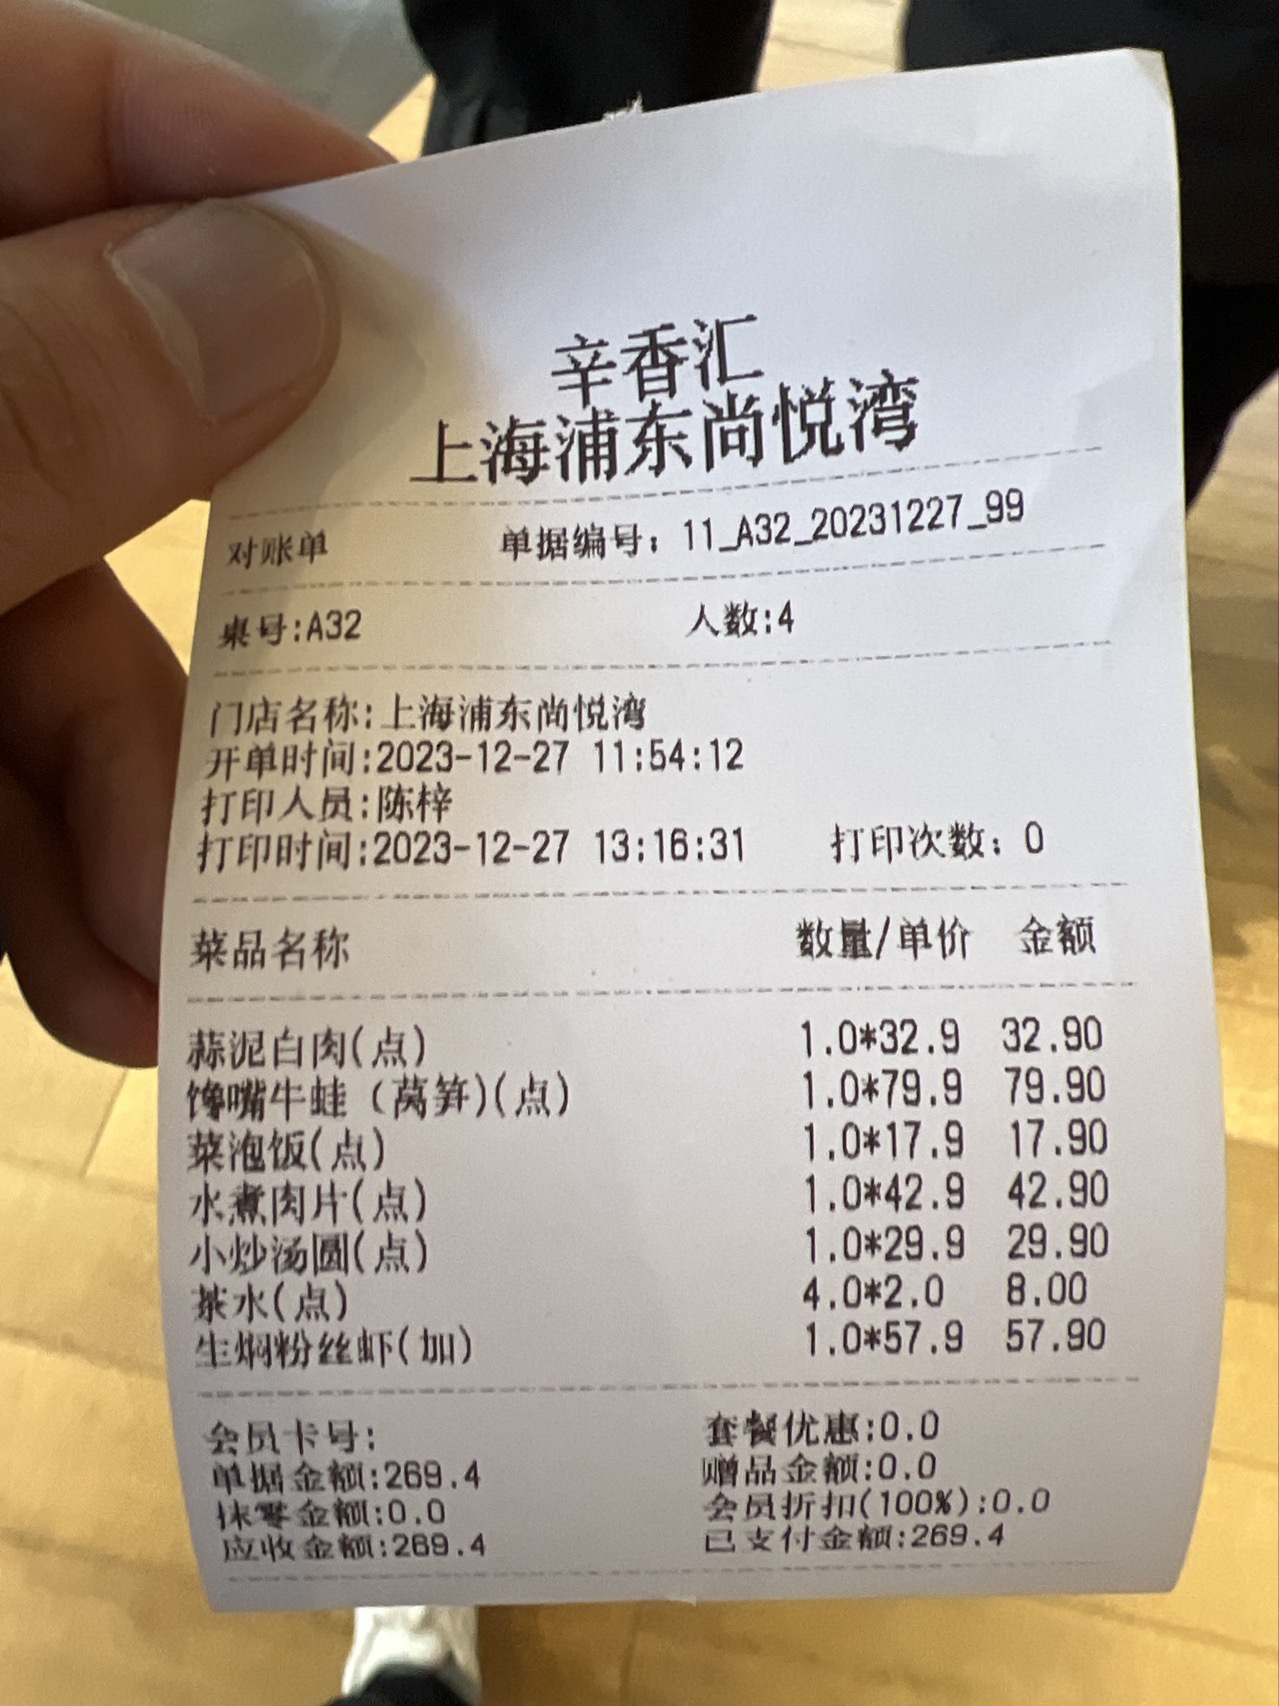 辛香汇
上海浦东尚悦湾
对账单 单据编号：11_A32_20231227_99
桌号:A32 人数:4
门店名称:上海浦东尚悦湾
开单时间:2023-12-27 11:54:12
打印人员:陈梓
打印时间:2023-12-27 13:16:31 打印次数：0
菜品名称 数量/单价 金额
蒜泥白肉(点) 1.0*32.9 32.90
馋嘴牛蛙（莴笋)(点) 1.0*79.9 79.90
菜泡饭(点) 1.0*17.9 17.90
水煮肉片(点) 1.0*42.9 42.90
小炒汤圆(点) 1.0*29.9 29.90
茶水(点) 4.0*2.0 8.00
生焖粉丝虾(加) 1.0*57.9 57.90
会员卡号: 套餐优惠:0.0
单据金额:269.4 赠品金额:0.0
抹零金额:0.0 会员折扣(100%):0.0
应收金额:269.4 已支付金额:269.4